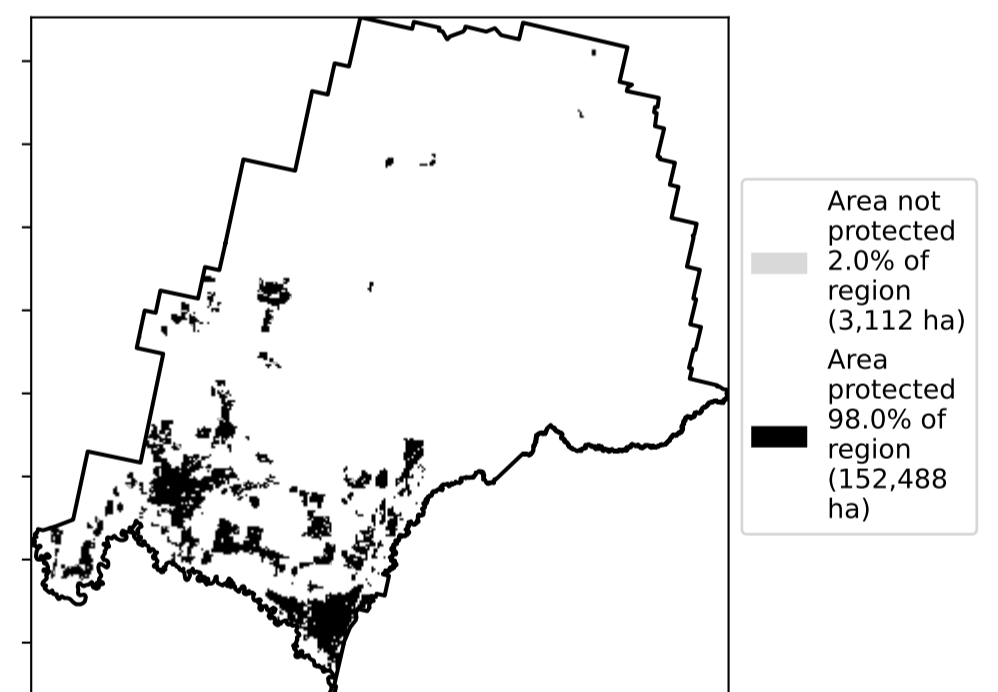 Area not
protected
2.0% of
region
(3,112 ha)
Area
protected
98.0% of
region
(152,488
ha)